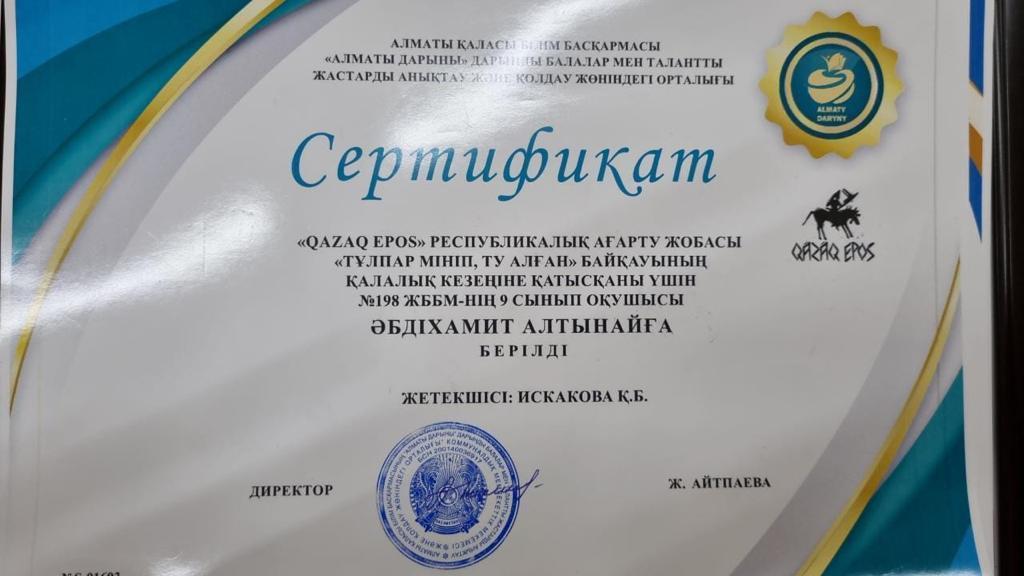 АЛМАТЫ ҚАЛАСЫ БІЛІМ БАСҚАРМАСЫ
«АЛМАТЫ ДАРЫНЫ» ДАРЫНДЫ БАЛАЛАР МЕН ТАЛАНТТЫ
ЖАСТАРДЫ АНЫҚТАУ ЖӘНЕ ҚОЛДАУ ЖӨНІНДЕГІ ОРТАЛЫҒЫ
ALMATY
DARYNY
Сертификат
QAZAQ EPOS
«QAZAQ EPOS» РЕСПУБЛИКАЛЫҚ АҒАРТУ ЖОБАСЫ
«ТҰЛПАР МІНІП, ТУ АЛҒАН» БАЙҚАУЫНЫҢ
ҚАЛАЛЫҚ КЕЗЕҢІНЕ ҚАТЫСҚАНЫ ҮШІН
№198 ЖББМ-НІҢ 9 СЫНЫП ОҚУШЫСЫ
ӘБДІХАМИТ АЛТЫНАЙҒА
БЕРІЛДІ
ЖЕТЕКШІСІ: ИСКАКОВА Қ.Б.
ДИРЕКТОР
Ж. АЙТПАЕВА